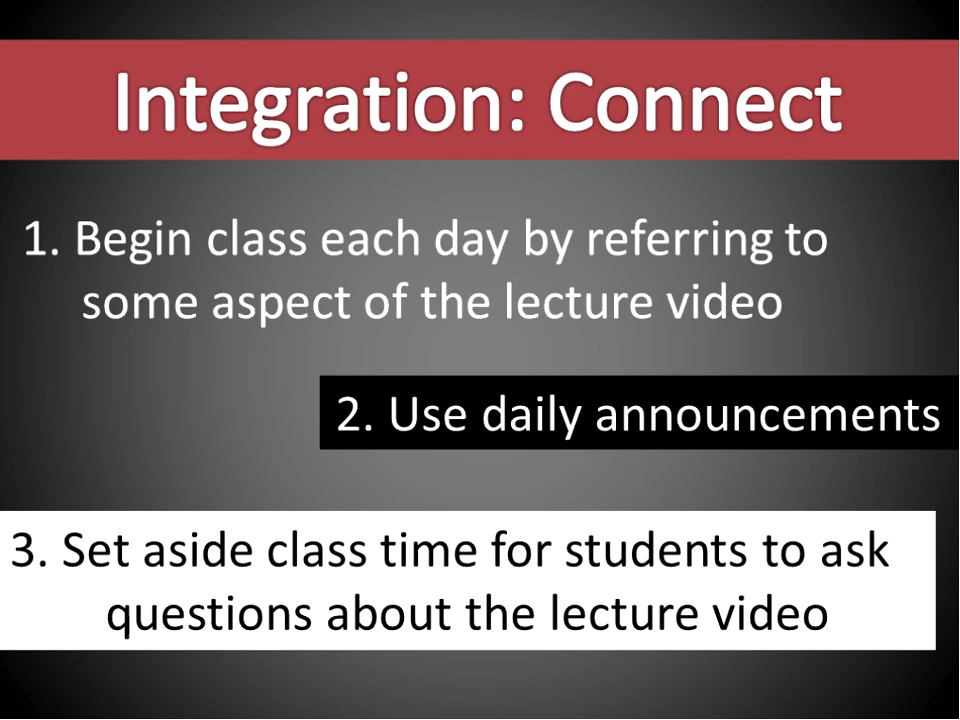 Integration: Connect
1. Begin class each day by referring to
some aspect of the lecture video
2. Use daily announcements
3. Set aside class time for students to ask
questions about the lecture video